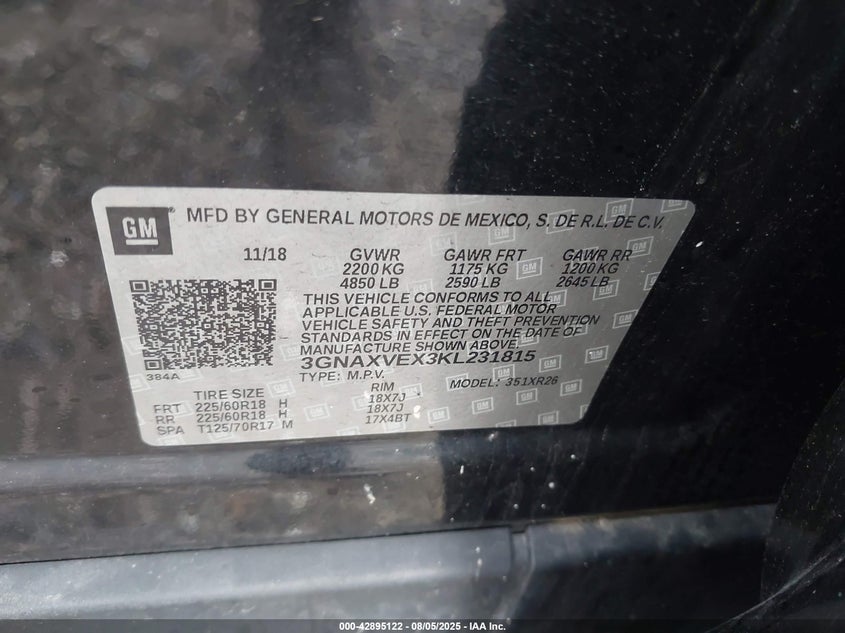 GM
MFD BY GENERAL MOTORS DE MEXICO, S. DE R.L. DE C.V.
11/18 GVWR GAWR FRT GAWR RR
2200 KG 1175 KG 1200 KG
4850 LB 2590 LB 2645 LB
THIS VEHICLE CONFORMS TO ALL
APPLICABLE U.S. FEDERAL MOTOR
VEHICLE SAFETY AND THEFT PREVENTION
STANDARDS IN EFFECT ON THE DATE OF
MANUFACTURE SHOWN ABOVE.
3GNAXVEX3KL231815
384A TYPE: M.P.V. MODEL: 351XR26
TIRE SIZE RIM
FRT 225/60R18 H 18X7J
RR 225/60R18 H 18X7J
SPA T125/70R17 M 17X4BT
000-42895122 - 08/05/2025 - IAA Inc.